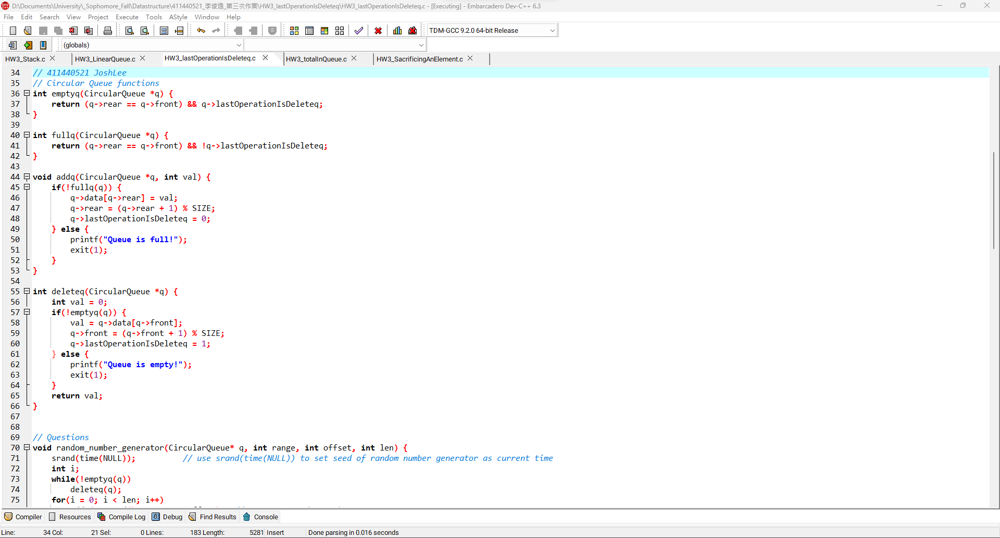 D:\Documents\University\_Sophomore_Fall\Datastructure\411440521_李俊逸_第三次作業\HW3_lastOperationIsDeleteq\HW3_lastOperationIsDeleteq.c - [Executing] - Embarcadero Dev-C++ 6.3
File Edit Search View Project Execute Tools AStyle Window Help
TDM-GCC 9.2.0 64-bit Release
(globals)
HW3_Stack.c HW3_LinearQueue.c HW3_lastOperationIsDeleteq.c HW3_totalInQueue.c HW3_SacrificingAnElement.c
34 // 411440521 JoshLee
35 // Circular Queue functions
36 int emptyq(CircularQueue *q) {
37 return (q->rear == q->front) && q->lastOperationIsDeleteq;
38 }
39
40 int fullq(CircularQueue *q) {
41 return (q->rear == q->front) && !q->lastOperationIsDeleteq;
42 }
43
44 void addq(CircularQueue *q, int val) {
45 if(!fullq(q)) {
46 q->data[q->rear] = val;
47 q->rear = (q->rear + 1) % SIZE;
48 q->lastOperationIsDeleteq = 0;
49 } else {
50 printf("Queue is full!");
51 exit(1);
52 }
53 }
54
55 int deleteq(CircularQueue *q) {
56 int val = 0;
57 if(!emptyq(q)) {
58 val = q->data[q->front];
59 q->front = (q->front + 1) % SIZE;
60 q->lastOperationIsDeleteq = 1;
61 } else {
62 printf("Queue is empty!");
63 exit(1);
64 }
65 return val;
66 }
67
68
69 // Questions
70 void random_number_generator(CircularQueue* q, int range, int offset, int len) {
71 srand(time(NULL)); // use srand(time(NULL)) to set seed of random number generator as current time
72 int i;
73 while(!emptyq(q))
74 deleteq(q);
75 for(i = 0; i < len; i++)
Compiler Resources Compile Log Debug Find Results Console
Line: 34 Col: 21 Sel: 0 Lines: 183 Length: 5281 Insert Done parsing in 0.016 seconds